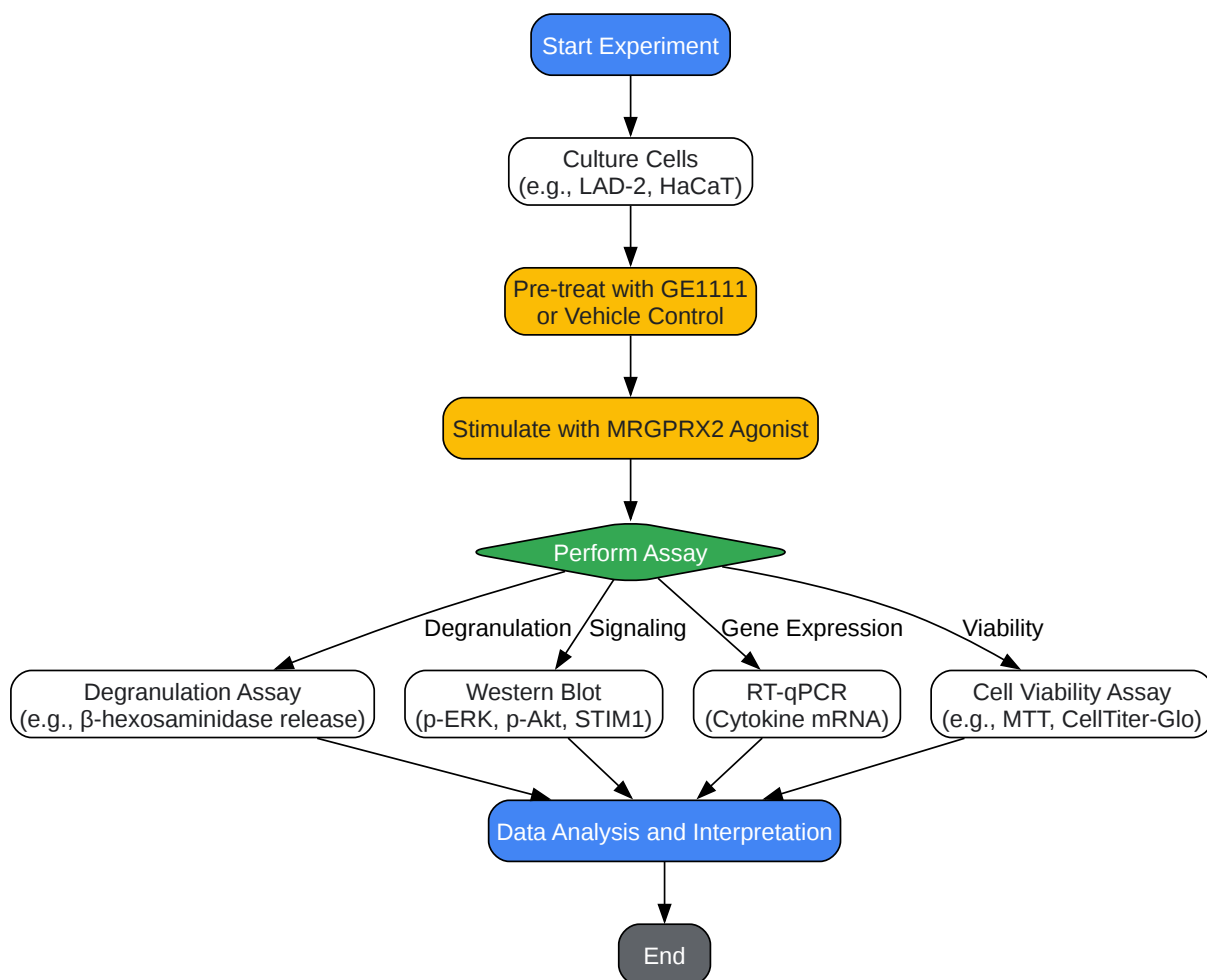 Start Experiment
Culture Cells
(e.g., LAD-2, HaCaT)
Pre-treat with GE1111
or Vehicle Control
Stimulate with MRGPRX2 Agonist
Perform Assay
Degranulation
Signaling
Gene Expression
Viability
Degranulation Assay
(e.g., β-hexosaminidase release)
Western Blot
(p-ERK, p-Akt, STIM1)
RT-qPCR
(Cytokine mRNA)
Cell Viability Assay
(e.g., MTT, CellTiter-Glo)
Data Analysis and Interpretation
End